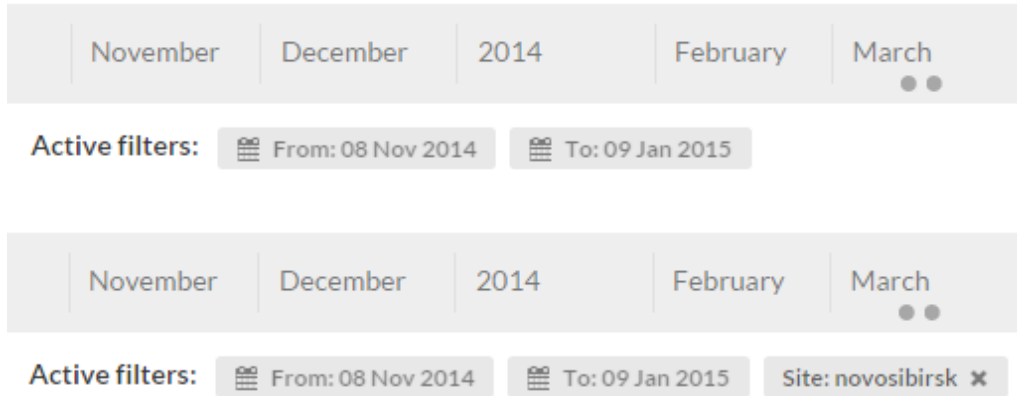 November December 2014 February March
Active filters: From: 08 Nov 2014 To: 09 Jan 2015
November December 2014 February March
Active filters: From: 08 Nov 2014 To: 09 Jan 2015 Site: novosibirsk ✖